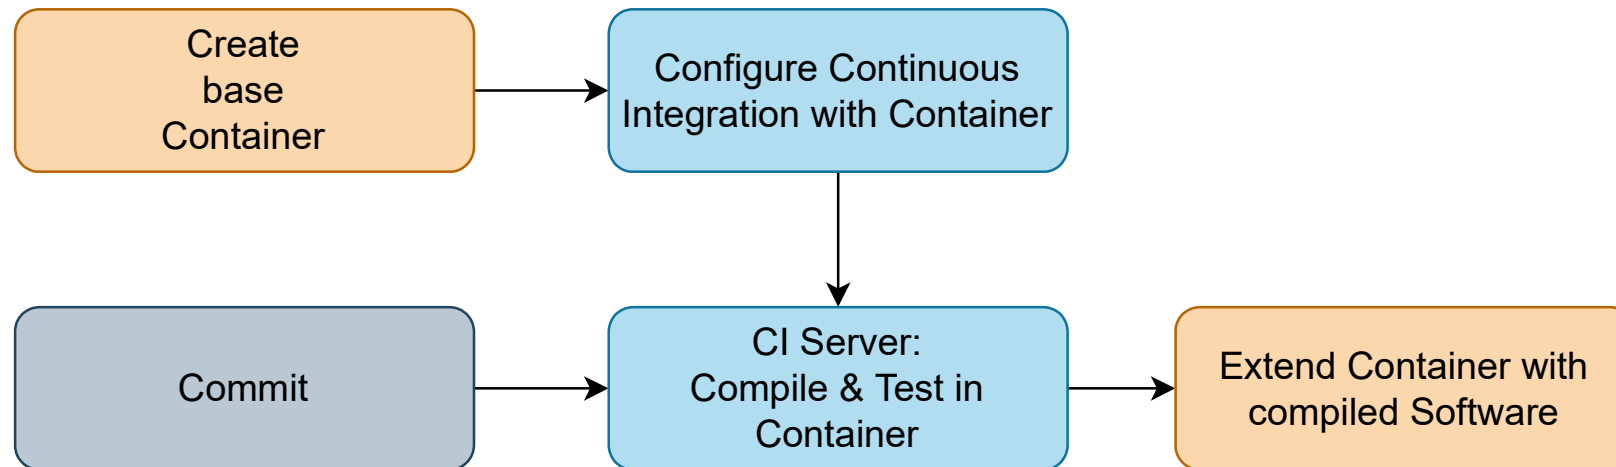 Create
base
Container
Configure Continuous
Integration with Container
Commit
CI Server:
Compile & Test in
Container
Extend Container with
compiled Software